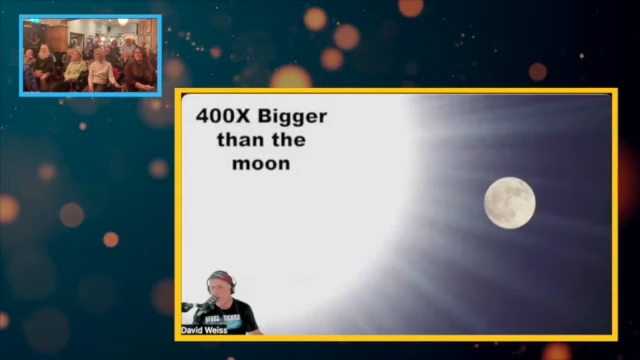 400X Bigger
than the
moon
David Weiss